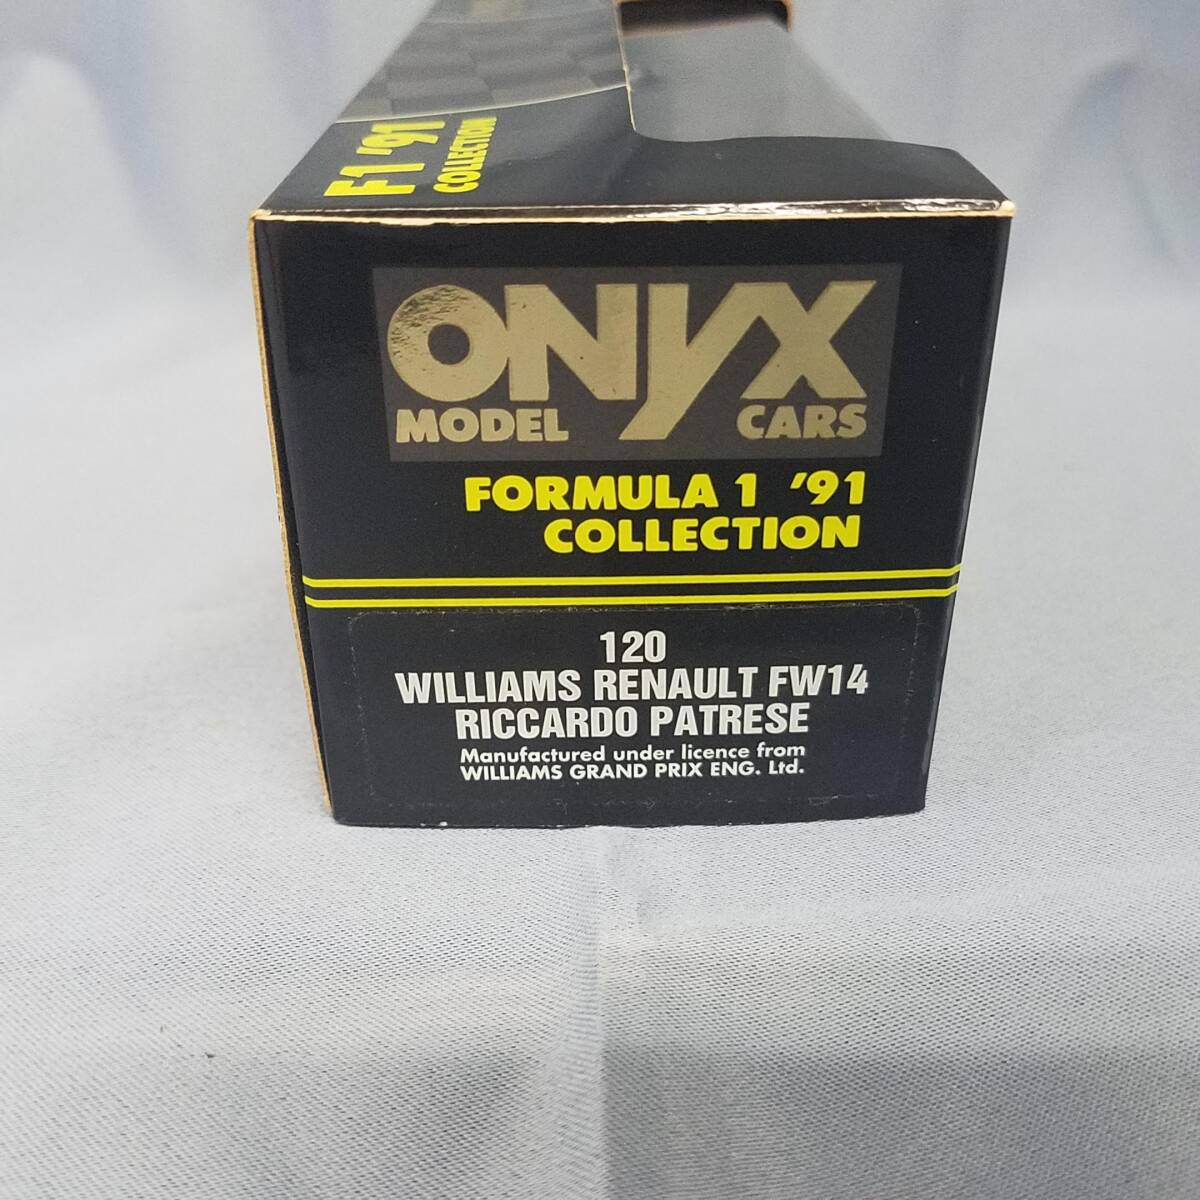 F1 '91
COLLECTION
ONYX
MODEL CARS
FORMULA 1 '91
COLLECTION
120
WILLIAMS RENAULT FW14
RICCARDO PATRESE
Manufactured under licence from
WILLIAMS GRAND PRIX ENG. Ltd.